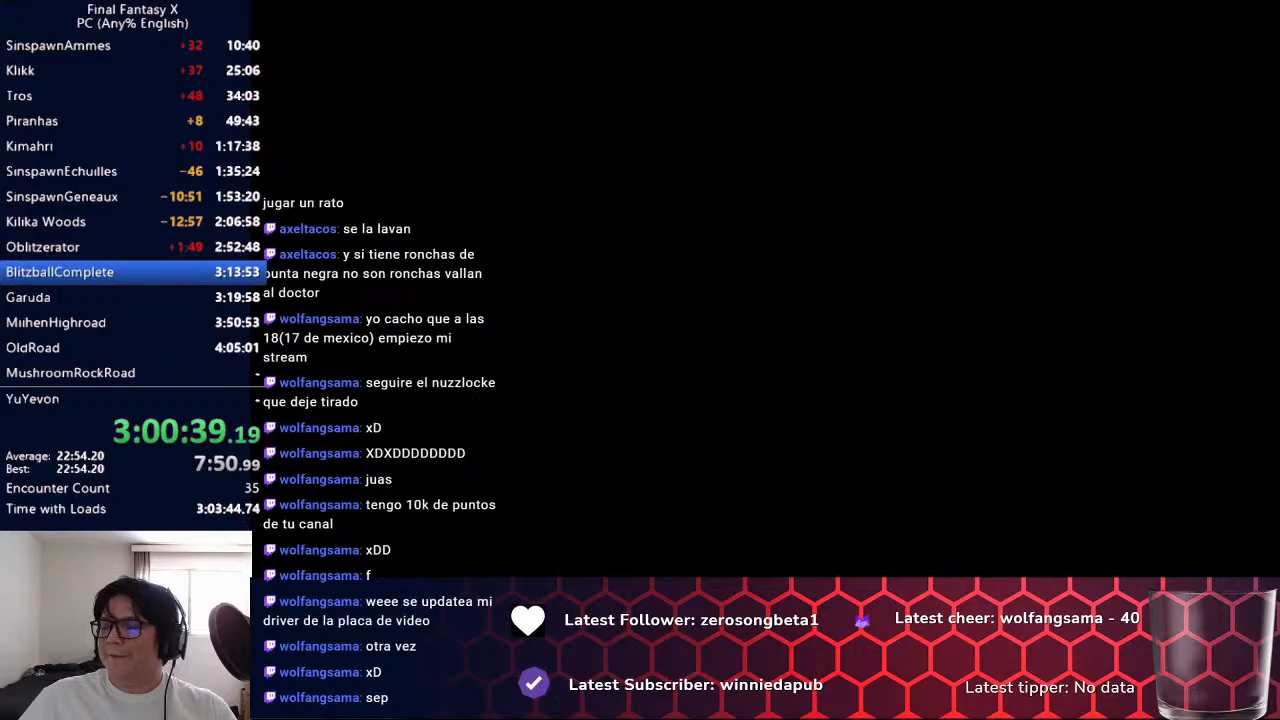 Final Fantasy X
PC (Any% English)
SinspawnAmmes +32 10:40
Klikk +37 25:06
Tros +48 34:03
Piranhas +8 49:43
Kimahri +10 1:17:38
SinspawnEchuilles -46 1:35:24
SinspawnGeneaux -10:51 1:53:20
Kilika Woods -12:57 2:06:58
Oblitzerator +1:49 2:52:48
BlitzballComplete 3:13:53
Garuda 3:19:58
MiihenHighroad 3:50:53
OldRoad 4:05:01
MushroomRockRoad -
YuYevon -
3:00:39.19
Average: 22:54.20
Best: 22:54.20
7:50.99
Encounter Count 35
Time with Loads 3:03:44.74
jugar un rato
axeltacos: se la lavan
axeltacos: y si tiene ronchas de
punta negra no son ronchas vallan
al doctor
wolfangsama: yo cacho que a las
18(17 de mexico) empiezo mi
stream
wolfangsama: seguire el nuzzlocke
que deje tirado
wolfangsama: xD
wolfangsama: XDXDDDDDDDD
wolfangsama: juas
wolfangsama: tengo 10k de puntos
de tu canal
wolfangsama: xDD
wolfangsama: f
wolfangsama: weee se updatea mi
driver de la placa de video
wolfangsama: otra vez
wolfangsama: xD
wolfangsama: sep
Latest Follower: zerosongbeta1
Latest cheer: wolfangsama - 40
Latest Subscriber: winniedapub
Latest tipper: No data